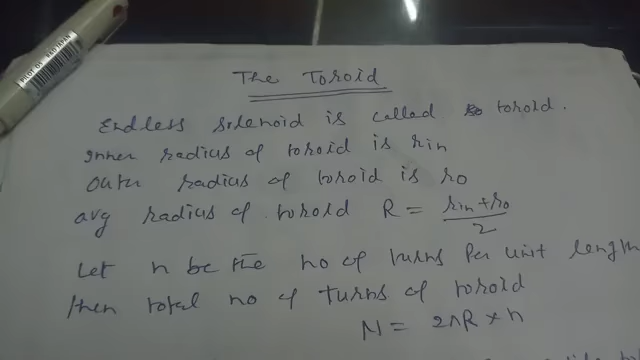 PILOT
JAPAN
The Toroid
Endless solenoid is called toroid.
inner radius of toroid is rin
outer radius of toroid is ro
avg radius of toroid R = rin + ro / 2
Let n be the no of turns per unit length
then total no of turns of toroid
N = 2πR × n